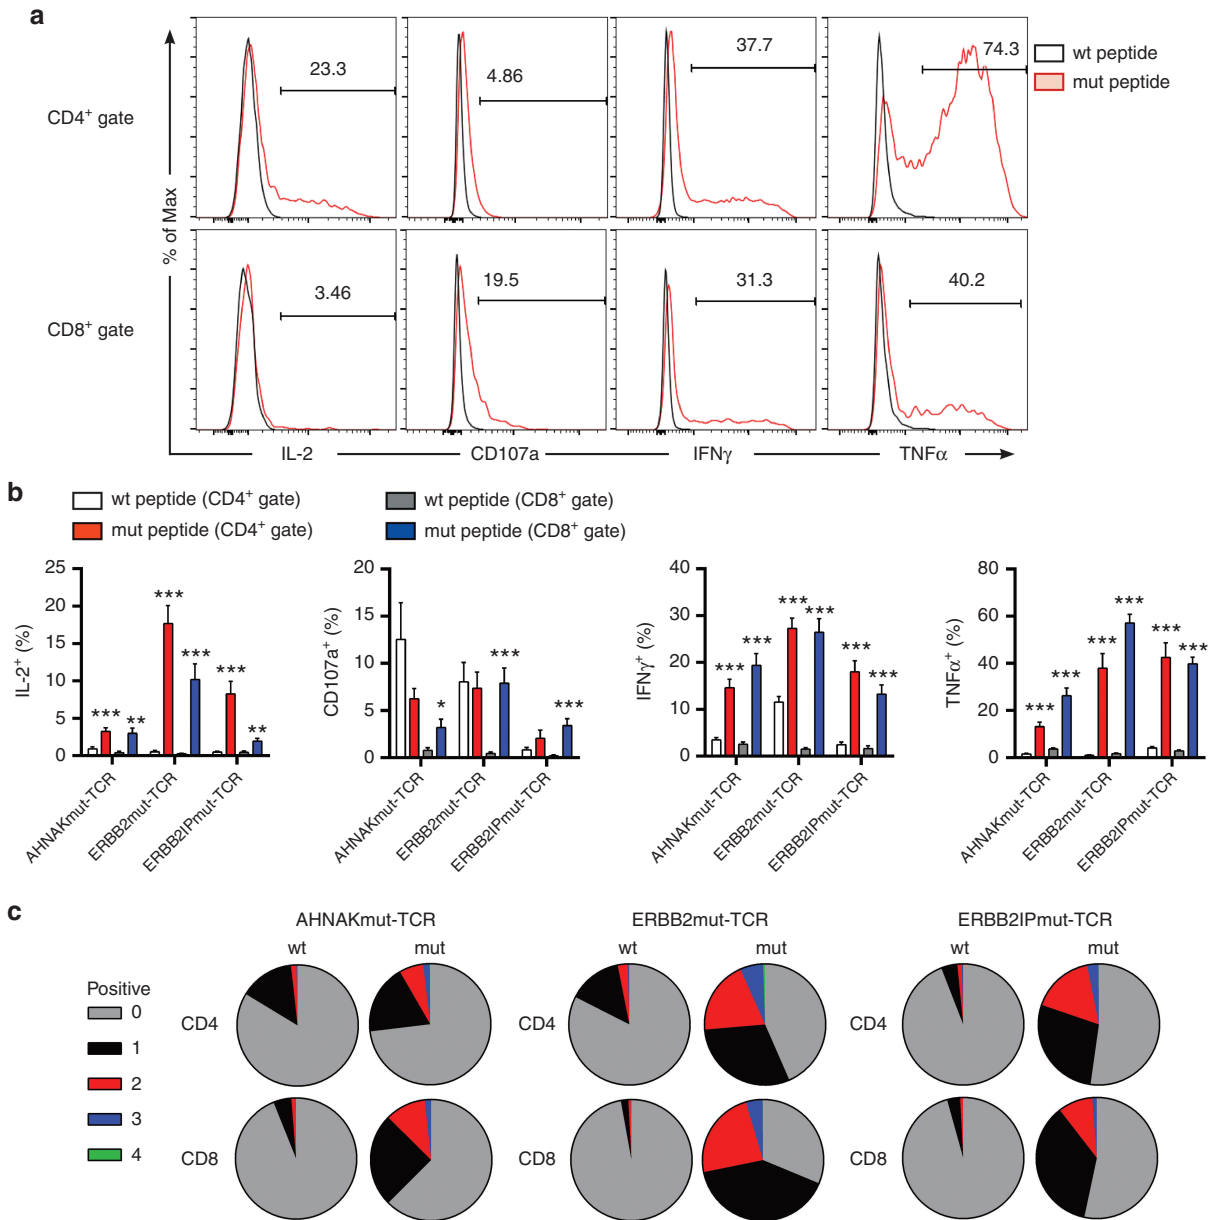 a
23.3
4.86
37.7
74.3
wt peptide
mut peptide
CD4+ gate
% of Max
3.46
19.5
31.3
40.2
CD8+ gate
IL-2
CD107a
IFNγ
TNFα
b
wt peptide (CD4+ gate)
mut peptide (CD4+ gate)
wt peptide (CD8+ gate)
mut peptide (CD8+ gate)
IL-2+ (%)
25
20
15
10
5
0
***
**
***
***
***
**
AHNAKmut-TCR
ERBB2mut-TCR
ERBB2IPmut-TCR
CD107a+ (%)
20
15
10
5
0
*
***
***
AHNAKmut-TCR
ERBB2mut-TCR
ERBB2IPmut-TCR
IFNγ+ (%)
40
30
20
10
0
***
***
***
***
***
***
AHNAKmut-TCR
ERBB2mut-TCR
ERBB2IPmut-TCR
TNFα+ (%)
80
60
40
20
0
***
***
***
***
***
***
AHNAKmut-TCR
ERBB2mut-TCR
ERBB2IPmut-TCR
c
AHNAKmut-TCR
ERBB2mut-TCR
ERBB2IPmut-TCR
wt
mut
wt
mut
wt
mut
Positive
0
1
2
3
4
CD4
CD4
CD4
CD8
CD8
CD8